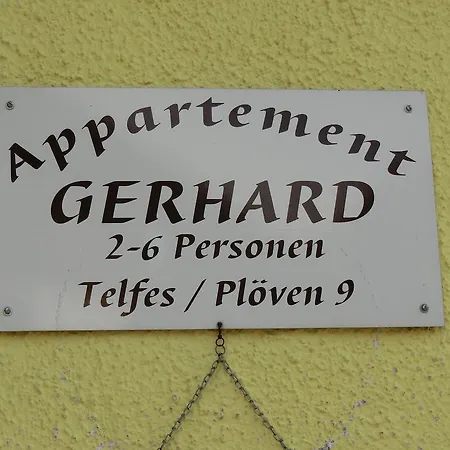 Appartement
GERHARD
2-6 Personen
Telfes / Plöven 9